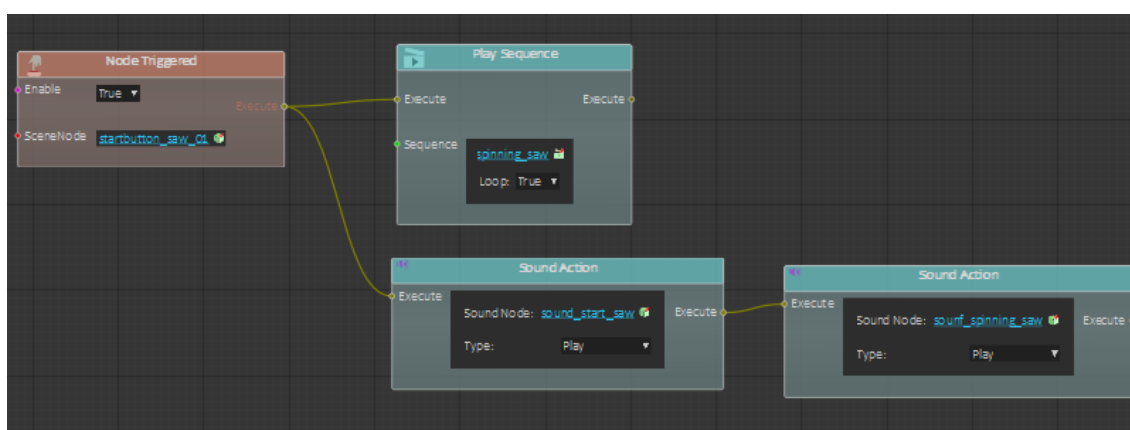 Node Triggered
Enable
True
Execute
SceneNode
startbutton_saw_01
Play Sequence
Execute
Execute
Sequence
spinning_saw
Loop: True
Sound Action
Execute
Sound Node: sound_start_saw
Execute
Type: Play
Sound Action
Execute
Sound Node: sounf_spinning_saw
Execute
Type: Play